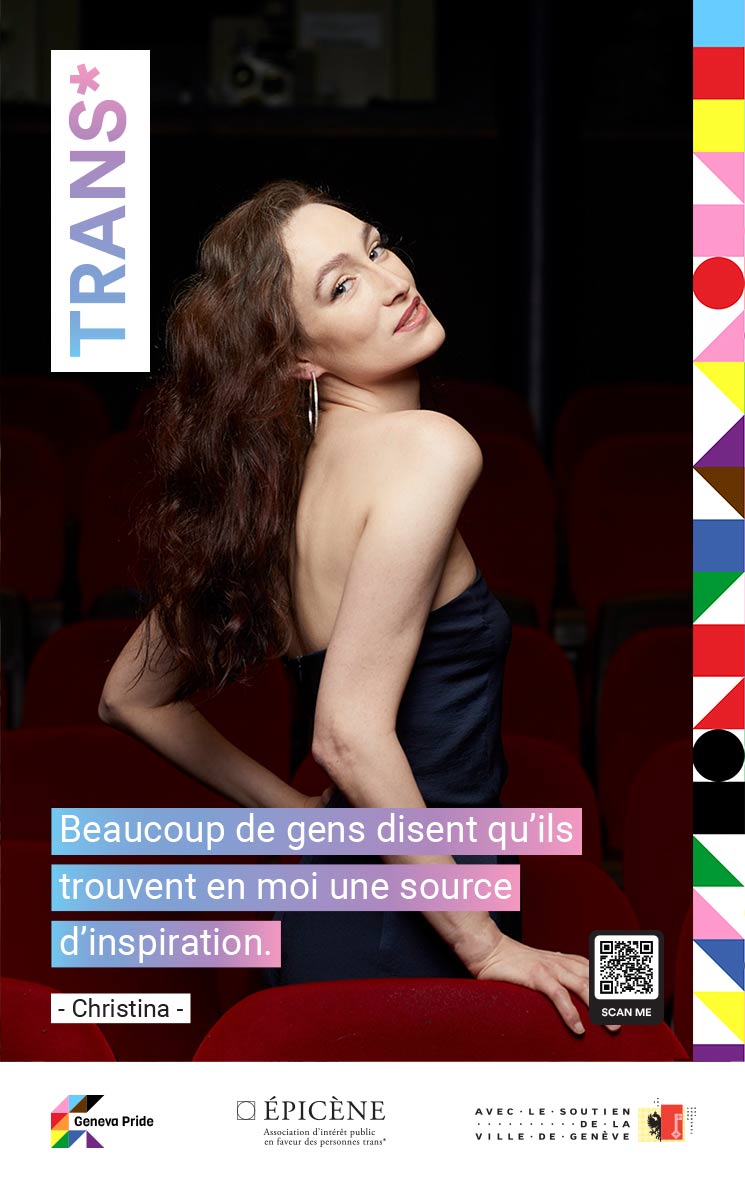 TRANS*
Beaucoup de gens disent qu’ils
trouvent en moi une source
d’inspiration.
- Christina -
SCAN ME
Geneva Pride
ÉPICÈNE
Association d'intérêt public
en faveur des personnes trans*
AVEC·LE·SOUTIEN
· · · · · · · · · · DE·LA
VILLE·DE·GENÈVE